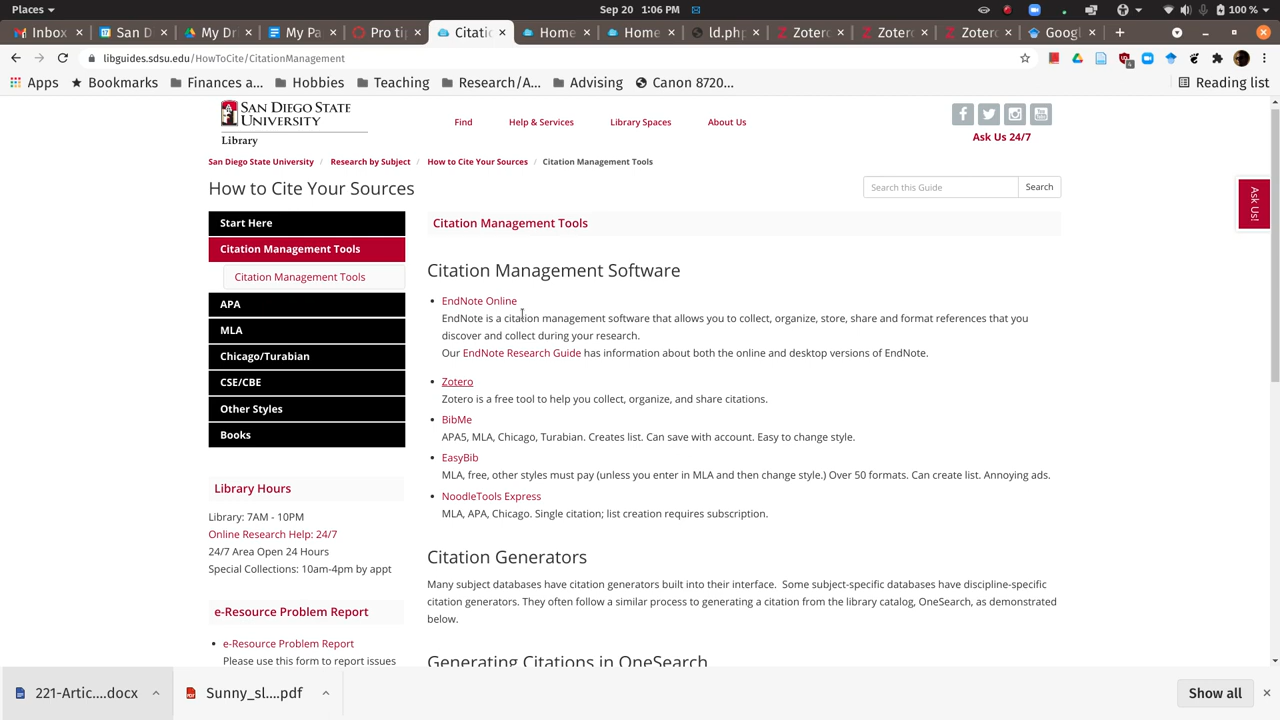 Places
Sep 20 1:06 PM
100 %
Inbox
San D
My Dr
My Pa
Pro ti
Citatio
Home
Home
ld.php
Zoter
Zoter
Zoter
Googl
libguides.sdsu.edu/HowToCite/CitationManagement
Apps
Bookmarks
Finances a...
Hobbies
Teaching
Research/A...
Advising
Canon 8720...
Reading list
SAN DIEGO STATE
UNIVERSITY
Library
Find
Help & Services
Library Spaces
About Us
Ask Us 24/7
San Diego State University / Research by Subject / How to Cite Your Sources / Citation Management Tools
How to Cite Your Sources
Search this Guide
Search
Ask Us!
Start Here
Citation Management Tools
Citation Management Tools
APA
MLA
Chicago/Turabian
CSE/CBE
Other Styles
Books
Library Hours
Library: 7AM - 10PM
Online Research Help: 24/7
24/7 Area Open 24 Hours
Special Collections: 10am-4pm by appt
e-Resource Problem Report
e-Resource Problem Report
Please use this form to report issues
Citation Management Tools
Citation Management Software
EndNote Online
EndNote is a citation management software that allows you to collect, organize, store, share and format references that you
discover and collect during your research.
Our EndNote Research Guide has information about both the online and desktop versions of EndNote.
Zotero
Zotero is a free tool to help you collect, organize, and share citations.
BibMe
APA5, MLA, Chicago, Turabian. Creates list. Can save with account. Easy to change style.
EasyBib
MLA, free, other styles must pay (unless you enter in MLA and then change style.) Over 50 formats. Can create list. Annoying ads.
NoodleTools Express
MLA, APA, Chicago. Single citation; list creation requires subscription.
Citation Generators
Many subject databases have citation generators built into their interface. Some subject-specific databases have discipline-specific
citation generators. They often follow a similar process to generating a citation from the library catalog, OneSearch, as demonstrated
below.
Generating Citations in OneSearch
221-Artic....docx
Sunny_sl....pdf
Show all